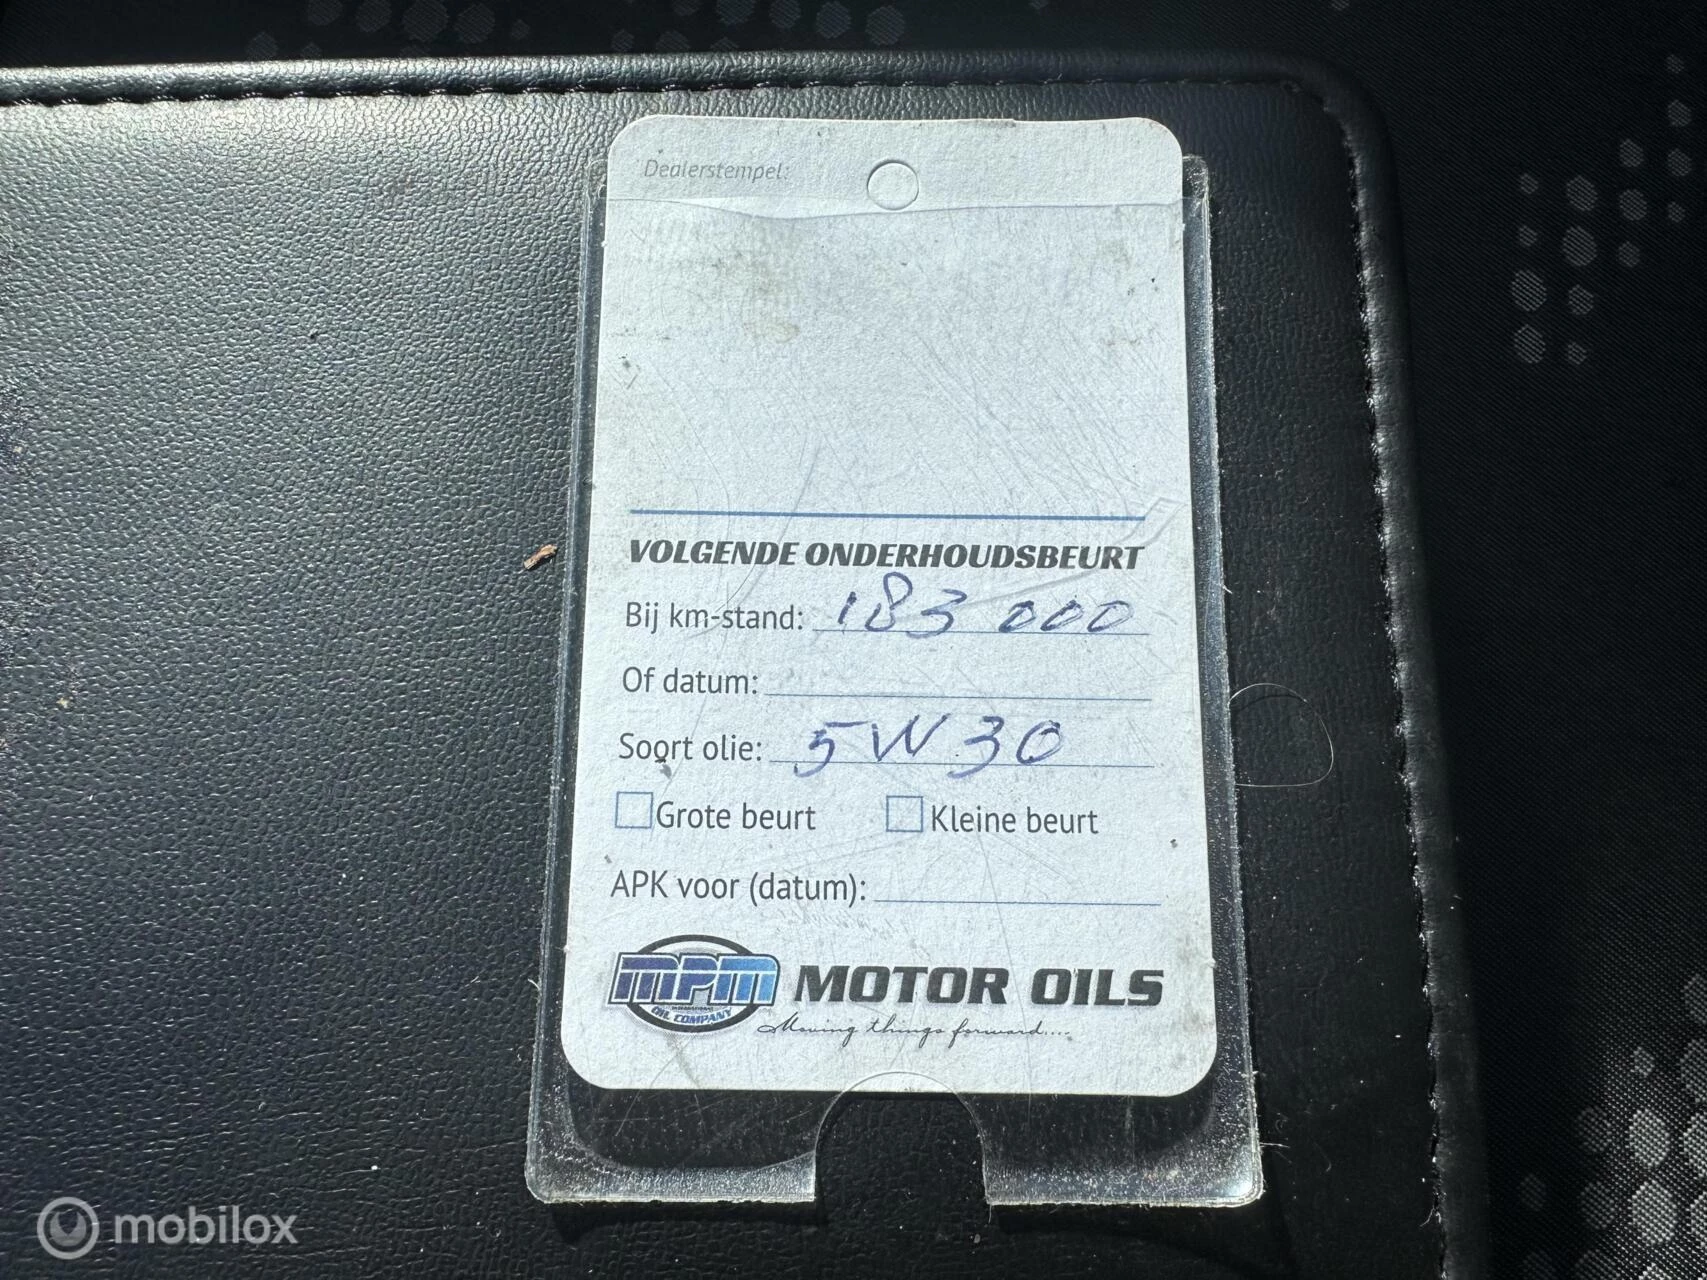 Dealerstempel:
VOLGENDE ONDERHOUDSBEURT
Bij km-stand: 183 000
Of datum:
Soort olie: 5W30
Grote beurt Kleine beurt
APK voor (datum):
mPm MOTOR OILS
INTERNATIONAL
OIL COMPANY
Moving things forward....
mobilox